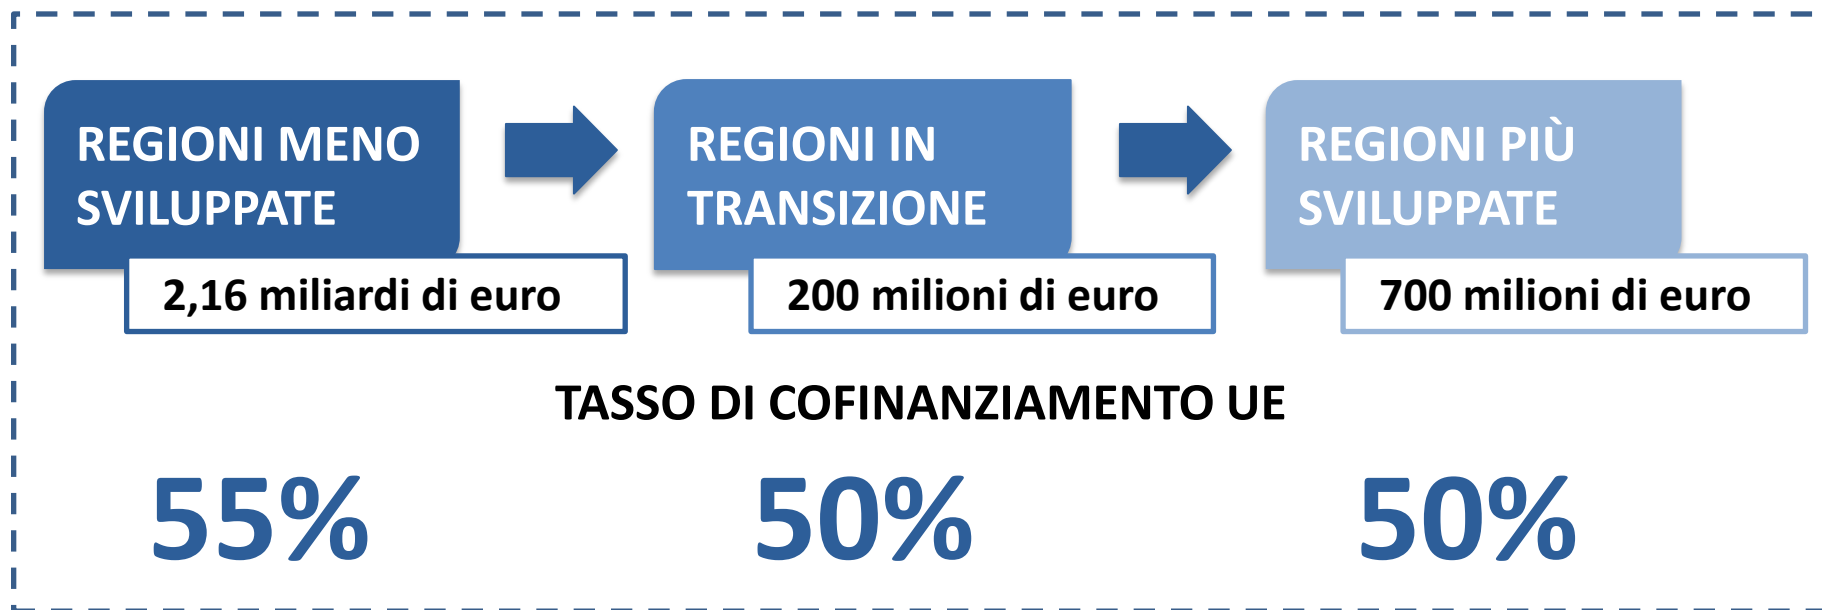 REGIONI MENO
SVILUPPATE
REGIONI IN
TRANSIZIONE
REGIONI PIÙ
SVILUPPATE
2,16 miliardi di euro
200 milioni di euro
700 milioni di euro
TASSO DI COFINANZIAMENTO UE
55%
50%
50%